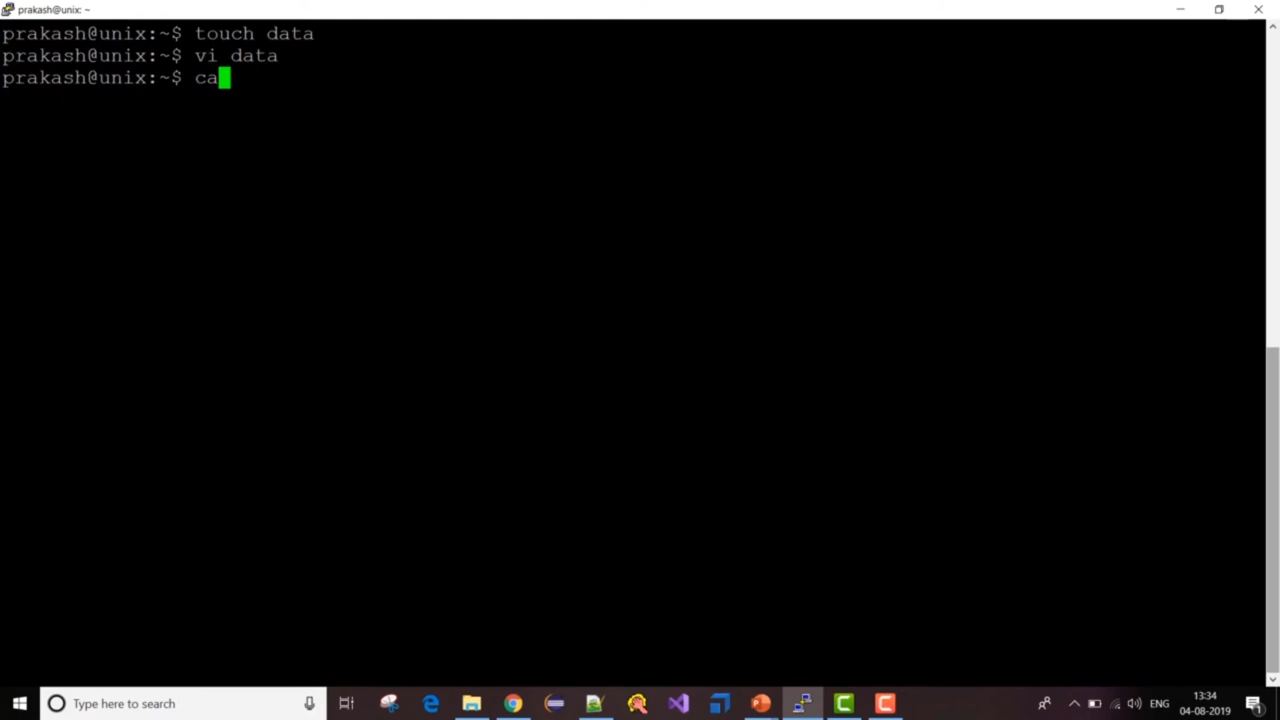 prakash@unix: ~
prakash@unix:~$ touch data
prakash@unix:~$ vi data
prakash@unix:~$ ca
Type here to search
ENG
13:34
04-08-2019
1